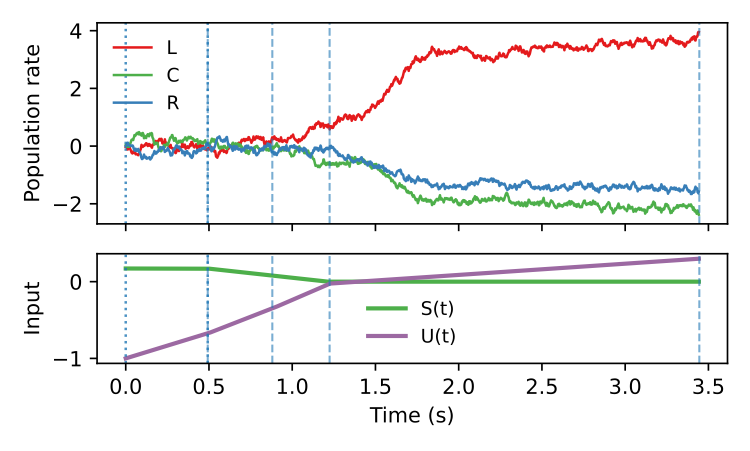 Population rate
4
2
0
−2
L
C
R
Input
0
−1
S(t)
U(t)
0.0 0.5 1.0 1.5 2.0 2.5 3.0 3.5
Time (s)